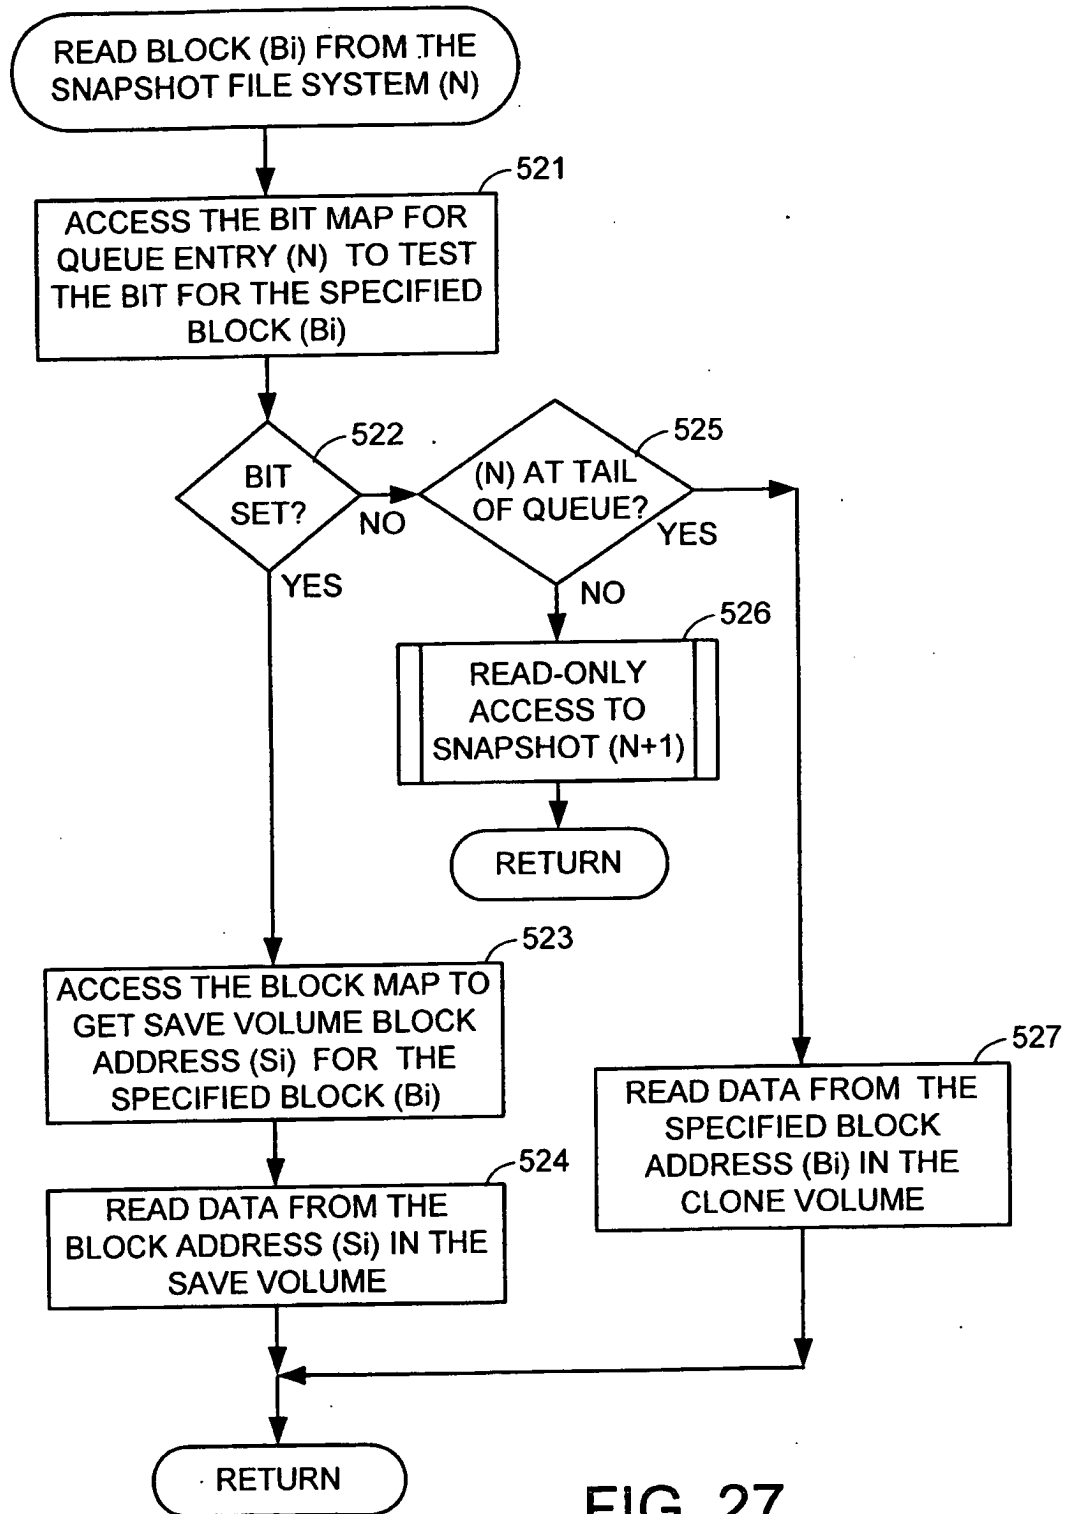 READ BLOCK (Bi) FROM THE
SNAPSHOT FILE SYSTEM (N)
521
ACCESS THE BIT MAP FOR
QUEUE ENTRY (N) TO TEST
THE BIT FOR THE SPECIFIED
BLOCK (Bi)
522
BIT
SET?
NO
YES
525
(N) AT TAIL
OF QUEUE?
YES
NO
526
READ-ONLY
ACCESS TO
SNAPSHOT (N+1)
RETURN
523
ACCESS THE BLOCK MAP TO
GET SAVE VOLUME BLOCK
ADDRESS (Si) FOR THE
SPECIFIED BLOCK (Bi)
524
READ DATA FROM THE
BLOCK ADDRESS (Si) IN THE
SAVE VOLUME
527
READ DATA FROM THE
SPECIFIED BLOCK
ADDRESS (Bi) IN THE
CLONE VOLUME
RETURN
FIG. 27